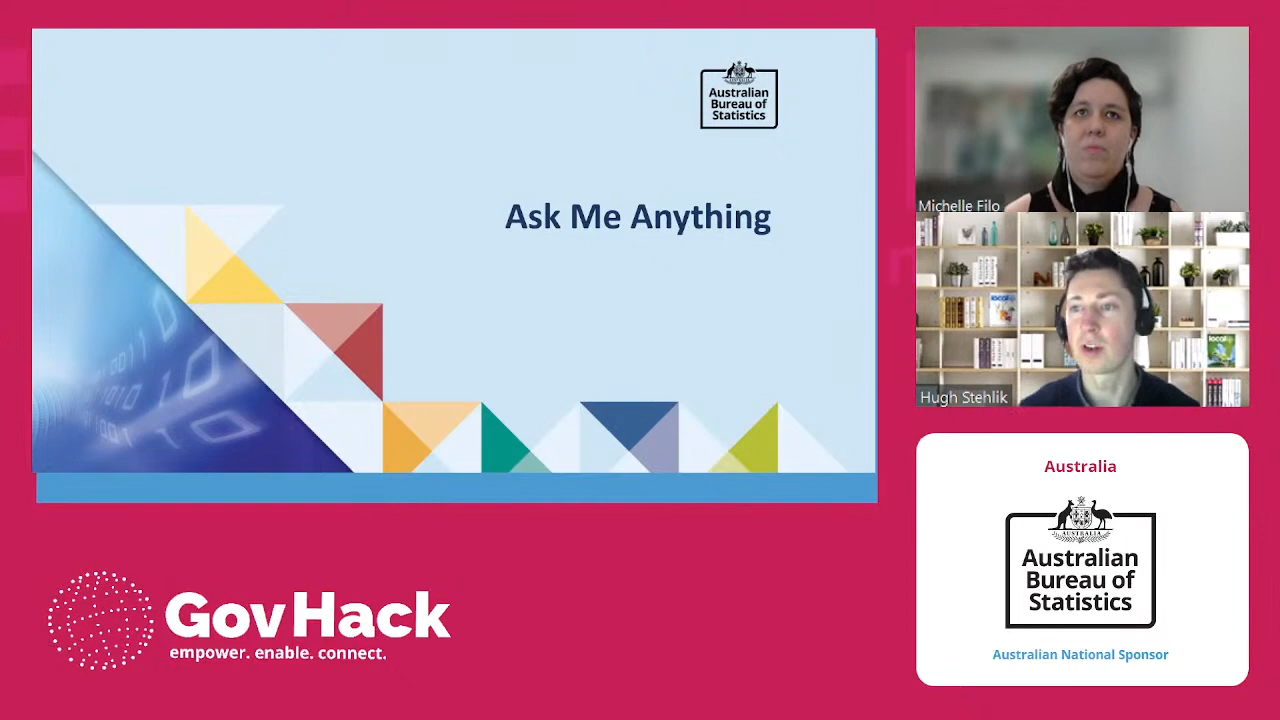 Australian
Bureau of
Statistics
Ask Me Anything
Michelle Filo
Hugh Stehlik
Australia
AUSTRALIA
Australian
Bureau of
Statistics
Australian National Sponsor
GovHack
empower. enable. connect.